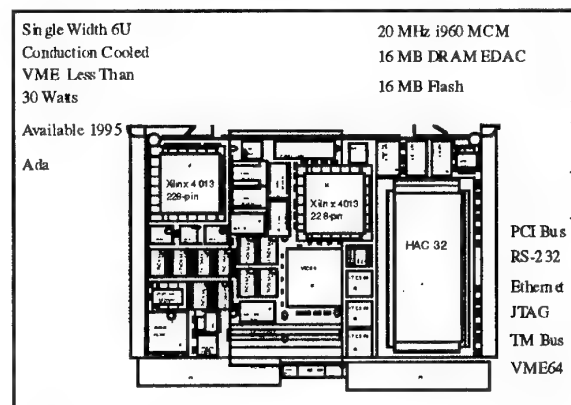 Single Width 6U
Conduction Cooled
VME Less Than
30 Watts
Available 1995
Ada
20 MHz i960 MCM
16 MB DRAM EDAC
16 MB Flash
Xilinx 4013
228-pin
Xilinx 4013
228-pin
HAC 32
PCI Bus
RS-232
Ethernet
JTAG
TM Bus
VME64